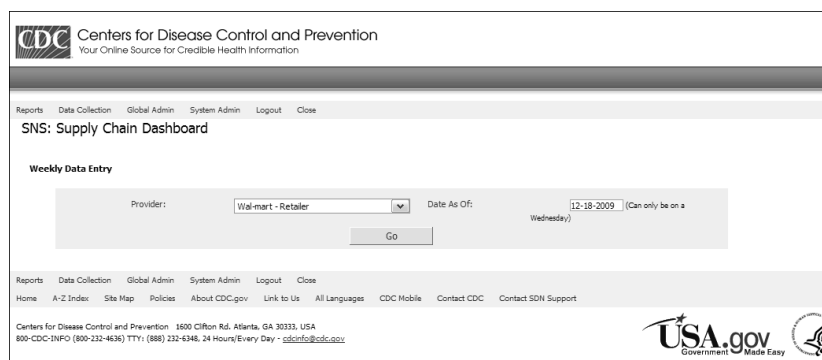 CDC Centers for Disease Control and Prevention
Your Online Source for Credible Health Information
Reports Data Collection Global Admin System Admin Logout Close
SNS: Supply Chain Dashboard
Weekly Data Entry
Provider: Wal-mart - Retailer Date As Of: 12-18-2009 (Can only be on a
Wednesday)
Go
Reports Data Collection Global Admin System Admin Logout Close
Home A-Z Index Site Map Policies About CDC.gov Link to Us All Languages CDC Mobile Contact CDC Contact SDN Support
Centers for Disease Control and Prevention 1600 Clifton Rd. Atlanta, GA 30333, USA
800-CDC-INFO (800-232-4636) TTY: (888) 232-6348, 24 Hours/Every Day - cdcinfo@cdc.gov
USA.gov
Government Made Easy